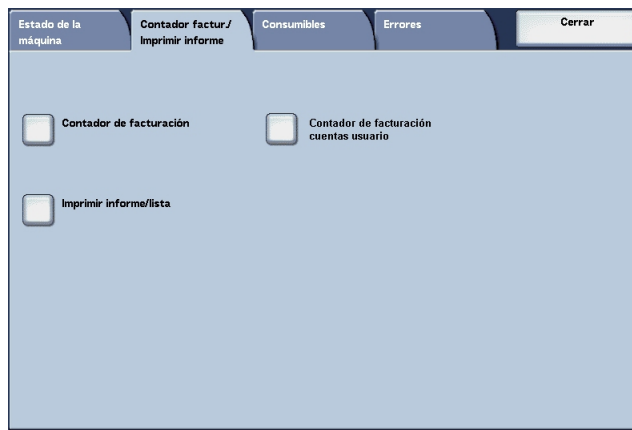 Estado de la
máquina
Contador factur./
Imprimir informe
Consumibles
Errores
Cerrar
Contador de facturación
Contador de facturación
cuentas usuario
Imprimir informe/lista